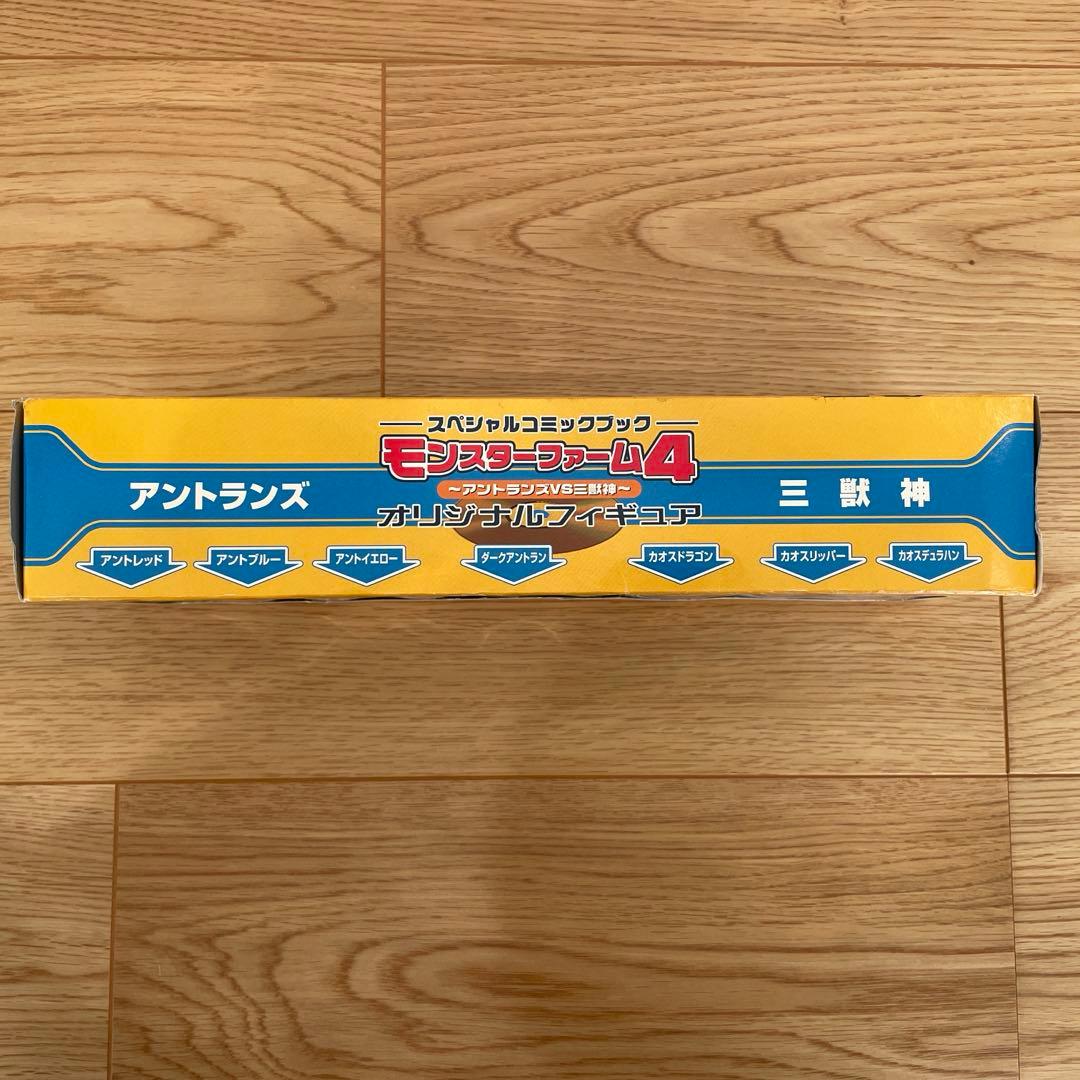 スペシャルコミックブック
モンスターファーム4
～アントランズVS三獣神～
オリジナルフィギュア
アントランズ
三獣神
アントレッド
アントブルー
アントイエロー
ダークアントラン
カオスドラゴン
カオスリッパー
カオスデュラハン